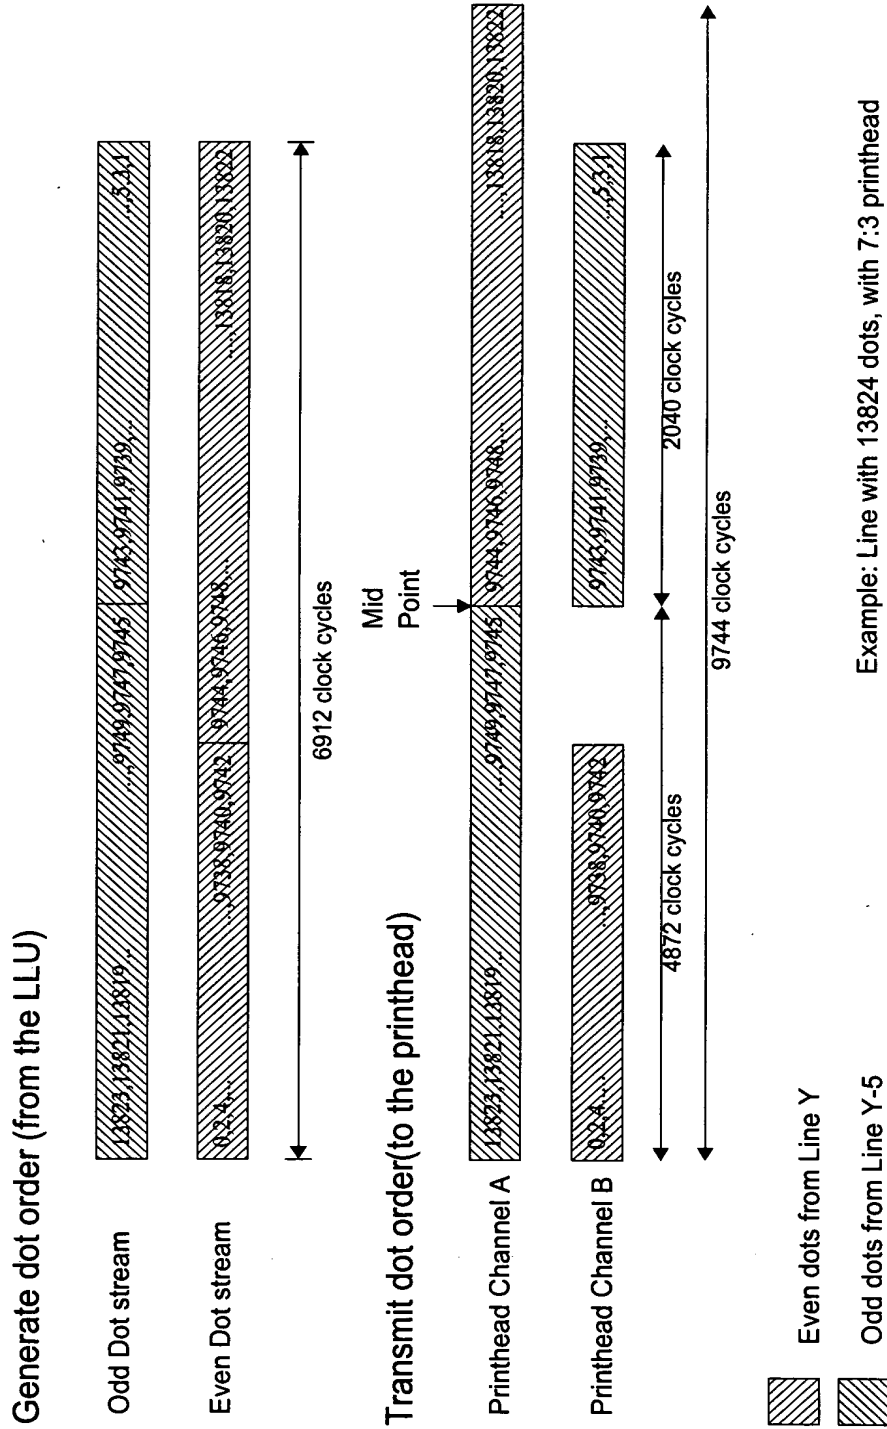 Generate dot order (from the LLU)
Odd Dot stream
13823,13821,13819...
...,9749,9747,9745
9743,9741,9739,...
...,5,3,1
Even Dot stream
0,2,4,...
...,9738,9740,9742
9744,9746,9748,...
....,13818,13820,13822
6912 clock cycles
Transmit dot order(to the printhead)
Mid
Point
Printhead Channel A
13823,13821,13819...
...,9749,9747,9745
9744,9746,9748,...
....,13818,13820,13822
Printhead Channel B
0,2,4,...
...,9738,9740,9742
9743,9741,9739,...
...,5,3,1
4872 clock cycles
2040 clock cycles
9744 clock cycles
Even dots from Line Y
Odd dots from Line Y-5
Example: Line with 13824 dots, with 7:3 printhead